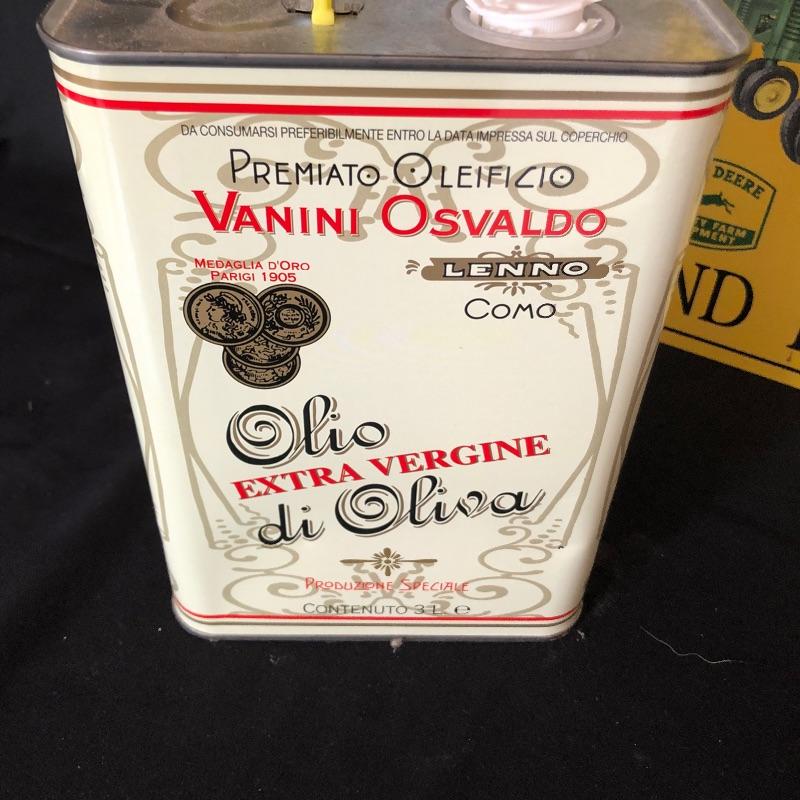 DA CONSUMARSI PREFERIBILMENTE ENTRO LA DATA IMPRESSA SUL COPERCHIO
PREMIATO OLEIFICIO
VANINI OSVALDO
MEDAGLIA D'ORO
PARIGI 1905
LENNO
COMO
Olio
EXTRA VERGINE
di Oliva
PRODUZIONE SPECIALE
CONTENUTO 3 L e
DEERE
FARM
ND